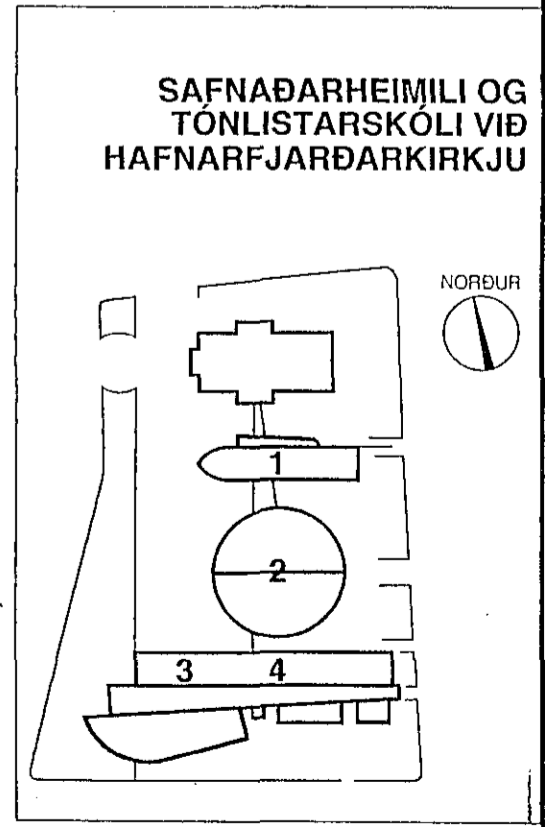 SAFNAÐARHEIMILI OG
TÓNLISTARSKÓLI VIÐ
HAFNARFJARÐARKIRKJU
NORÐUR
1
2
3 4